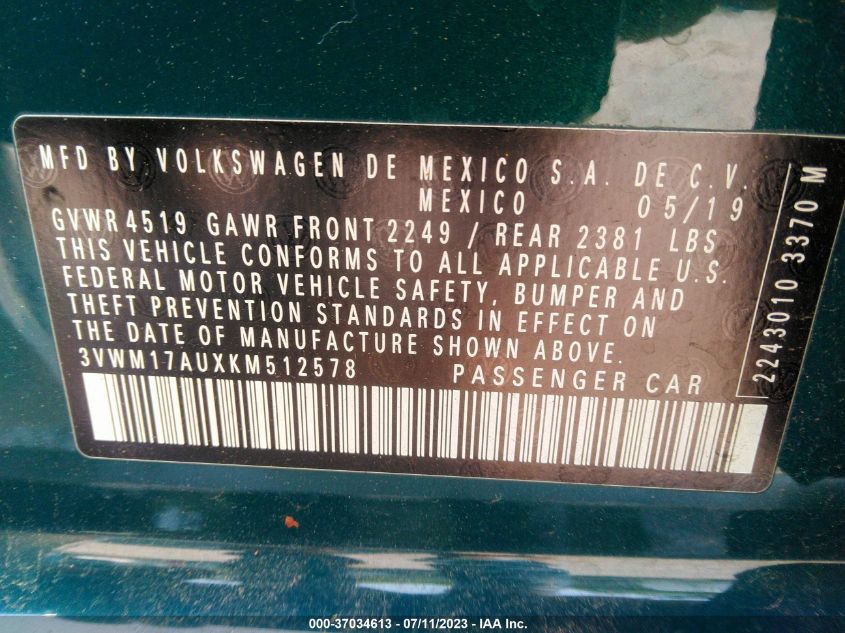 MFD BY VOLKSWAGEN DE MEXICO S.A. DE C.V.
MEXICO 05/19
GVWR 4519 GAWR FRONT 2249 / REAR 2381 LBS
THIS VEHICLE CONFORMS TO ALL APPLICABLE U.S.
FEDERAL MOTOR VEHICLE SAFETY, BUMPER AND
THEFT PREVENTION STANDARDS IN EFFECT ON
THE DATE OF MANUFACTURE SHOWN ABOVE.
3VWM17AUXKM512578 PASSENGER CAR
2243010 3370 M
000-37034613 - 07/11/2023 - IAA Inc.